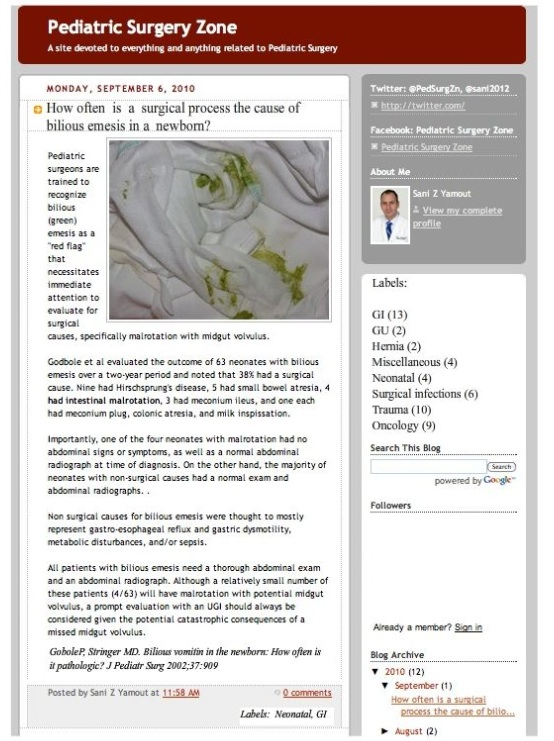 Pediatric Surgery Zone
A site devoted to everything and anything related to Pediatric Surgery
MONDAY, SEPTEMBER 6, 2010
How often is a surgical process the cause of
bilious emesis in a newborn?
Pediatric
surgeons are
trained to
recognize
bilious
(green)
emesis as a
"red flag"
that
necessitates
immediate
attention to
evaluate for
surgical
causes, specifically malrotation with midgut volvulus.
Godbole et al evaluated the outcome of 63 neonates with bilious
emesis over a two-year period and noted that 38% had a surgical
cause. Nine had Hirschsprung's disease, 5 had small bowel atresia, 4
had intestinal malrotation, 3 had meconium ileus, and one each
had meconium plug, colonic atresia, and milk inspissation.
Importantly, one of the four neonates with malrotation had no
abdominal signs or symptoms, as well as a normal abdominal
radiograph at time of diagnosis. On the other hand, the majority of
neonates with non-surgical causes had a normal exam and
abdominal radiographs. .
Non surgical causes for bilious emesis were thought to mostly
represent gastro-esophageal reflux and gastric dysmotility,
metabolic disturbances, and/or sepsis.
All patients with bilious emesis need a thorough abdominal exam
and an abdominal radiograph. Although a relatively small number of
these patients (4/63) will have malrotation with potential midgut
volvulus, a prompt evaluation with an UGI should always be
considered given the potential catastrophic consequences of a
missed midgut volvulus.
GoboleP, Stringer MD. Bilious vomitin in the newborn: How often is
it pathologic? J Pediatr Surg 2002;37:909
Posted by Sani Z Yamout at 11:58 AM
0 comments
Labels: Neonatal, GI
Twitter: @PedSurgZn, @sani2012
http://twitter.com/
Facebook: Pediatric Surgery Zone
Pediatric Surgery Zone
About Me
Sani Z Yamout
View my complete
profile
Labels:
GI (13)
GU (2)
Hernia (2)
Miscellaneous (4)
Neonatal (4)
Surgical infections (6)
Trauma (10)
Oncology (9)
Search This Blog
Search
powered by Google™
Followers
Already a member? Sign in
Blog Archive
▼ 2010 (12)
▼ September (1)
How often is a surgical
process the cause of bilio...
► August (2)